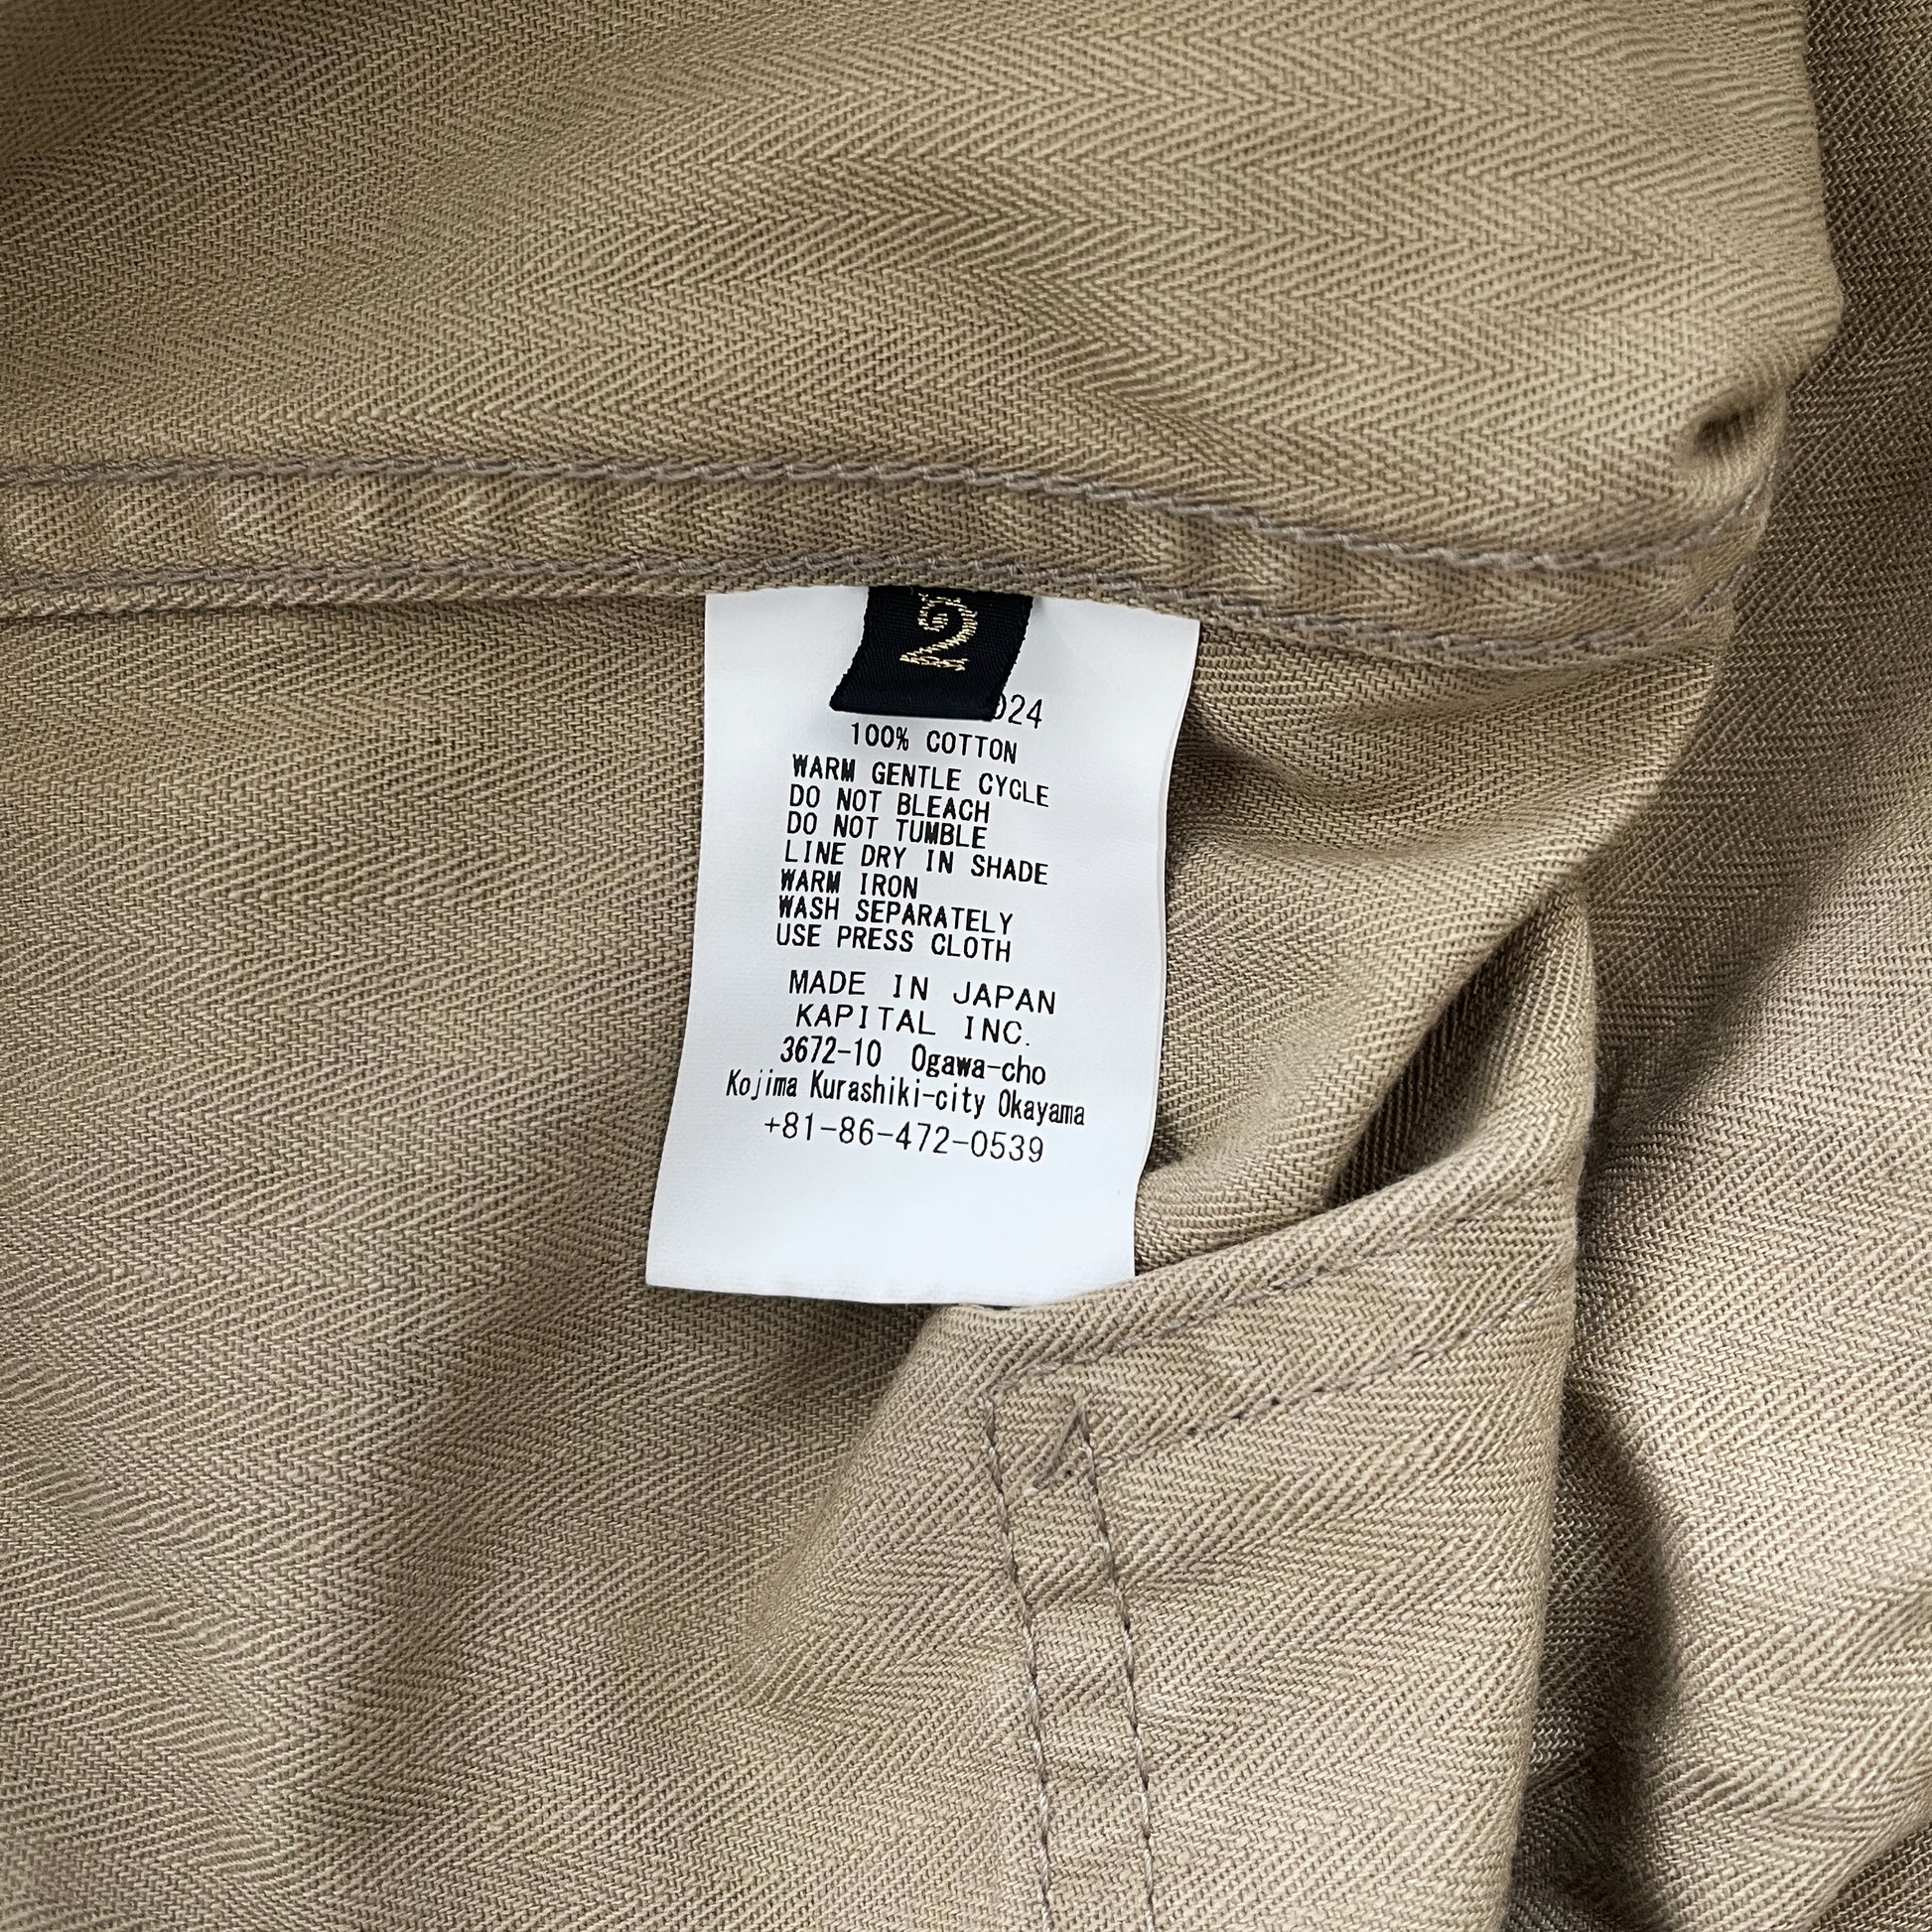 2
024
100% COTTON
WARM GENTLE CYCLE
DO NOT BLEACH
DO NOT TUMBLE
LINE DRY IN SHADE
WARM IRON
WASH SEPARATELY
USE PRESS CLOTH
MADE IN JAPAN
KAPITAL INC.
3672-10 Ogawa-cho
Kojima Kurashiki-city Okayama
+81-86-472-0539